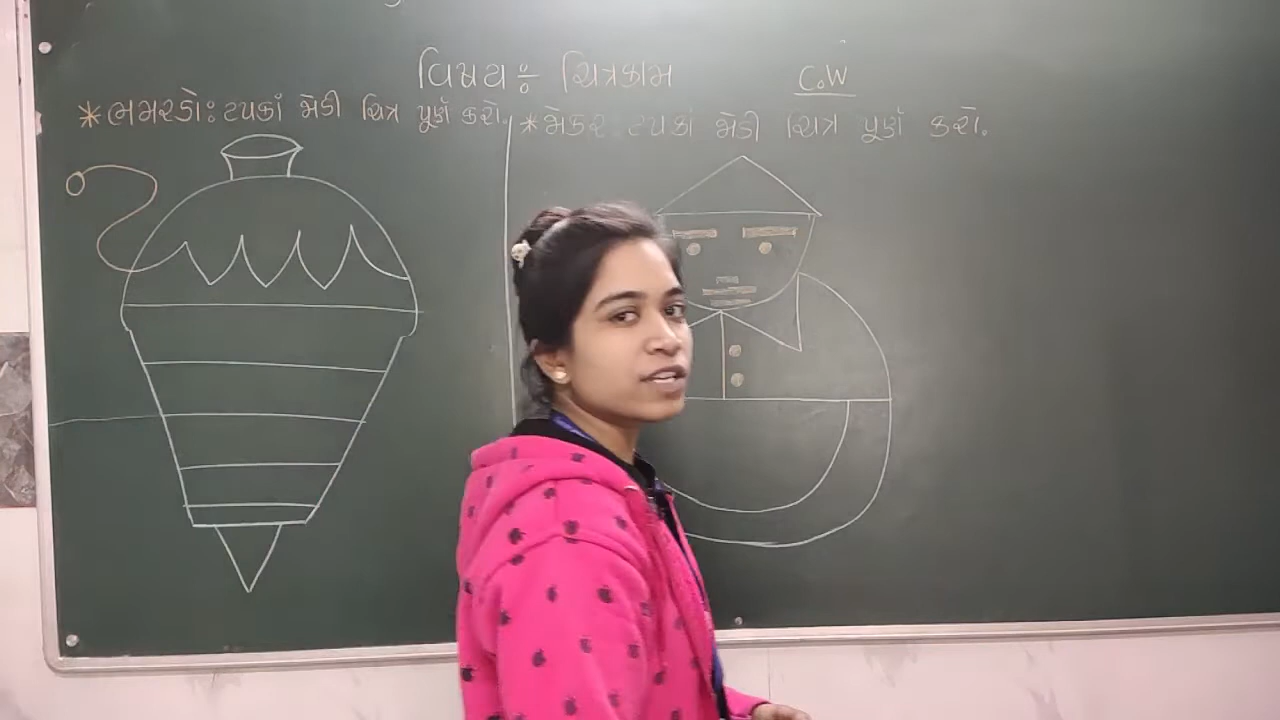 વિષય ÷ ચિત્રકામ
C.W
* ભમરડો : ટપકાં જોડી ચિત્ર પૂર્ણ કરો.
* જોકર ટપકાં જોડી ચિત્ર પૂર્ણ કરો.